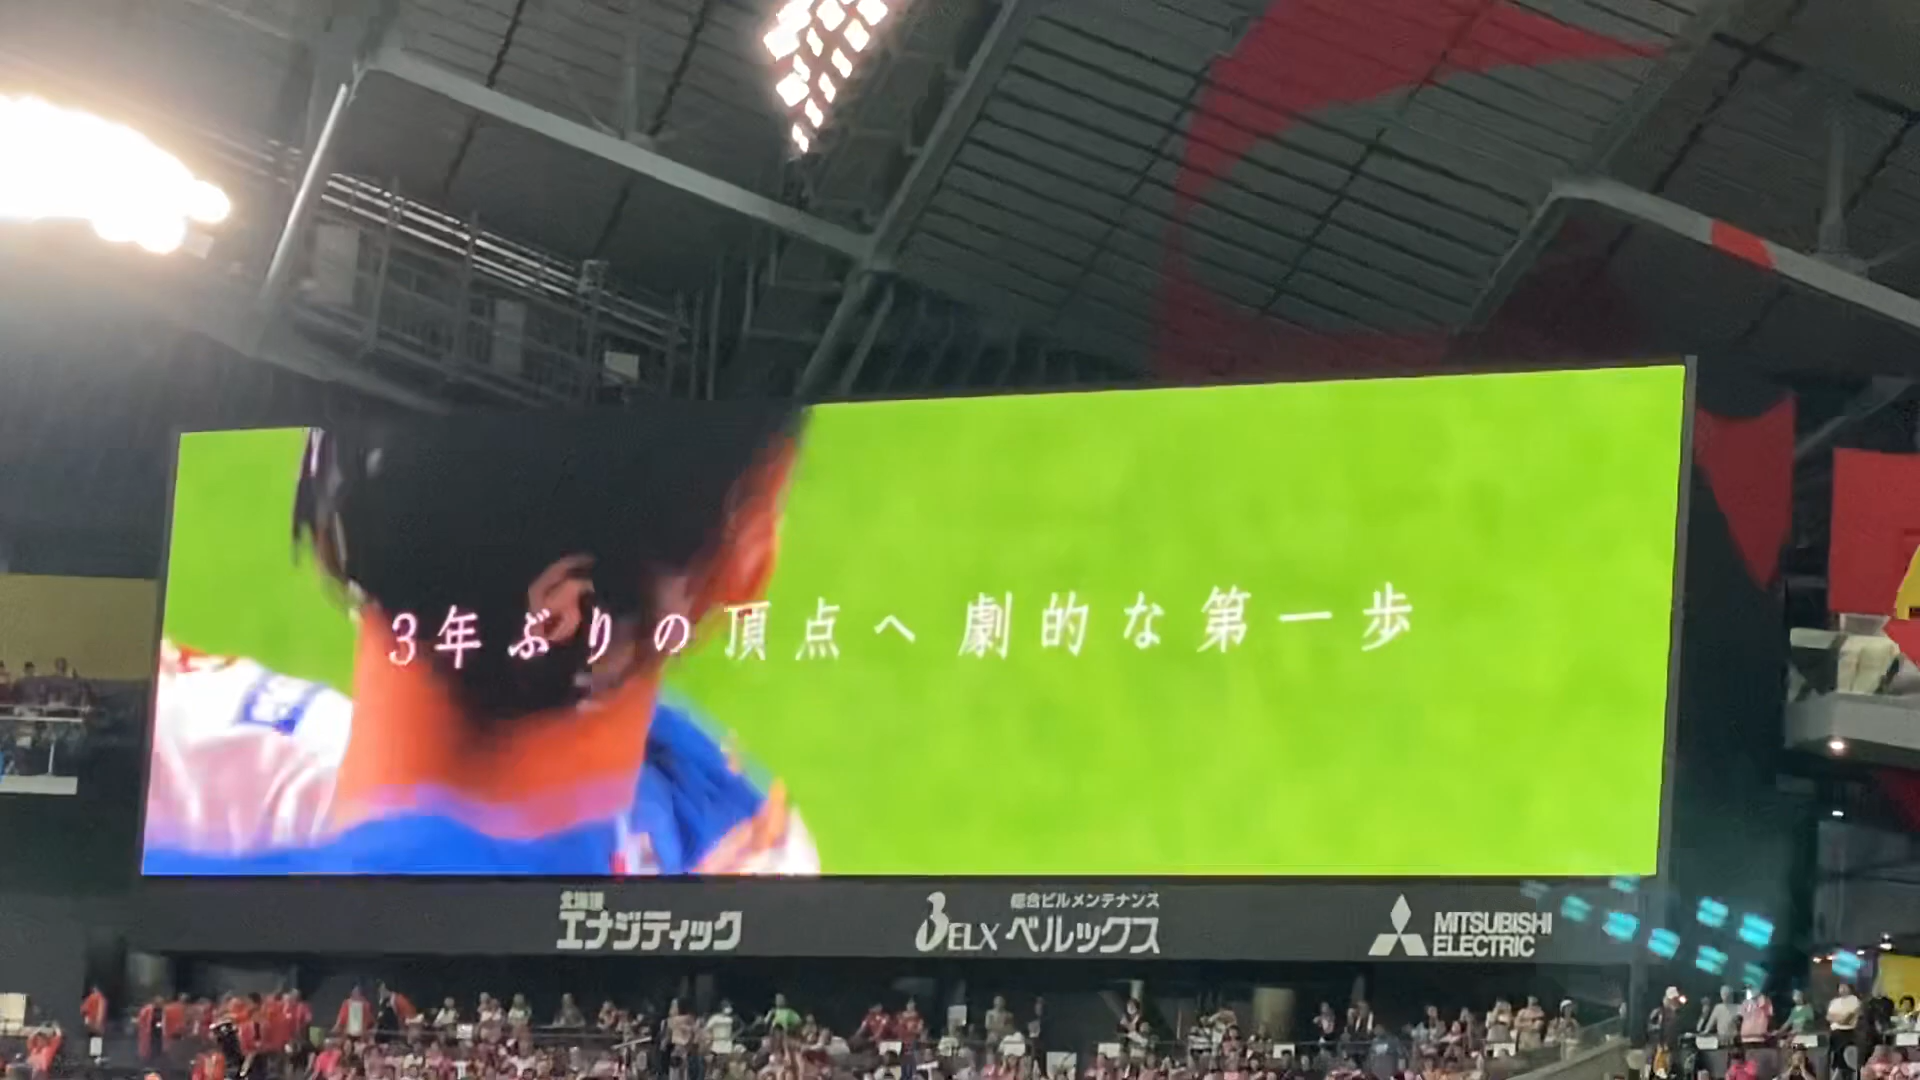 3年ぶりの頂点へ 劇的な第一歩
北海道
エナジティック
総合ビルメンテナンス
BELX ベルックス
MITSUBISHI
ELECTRIC